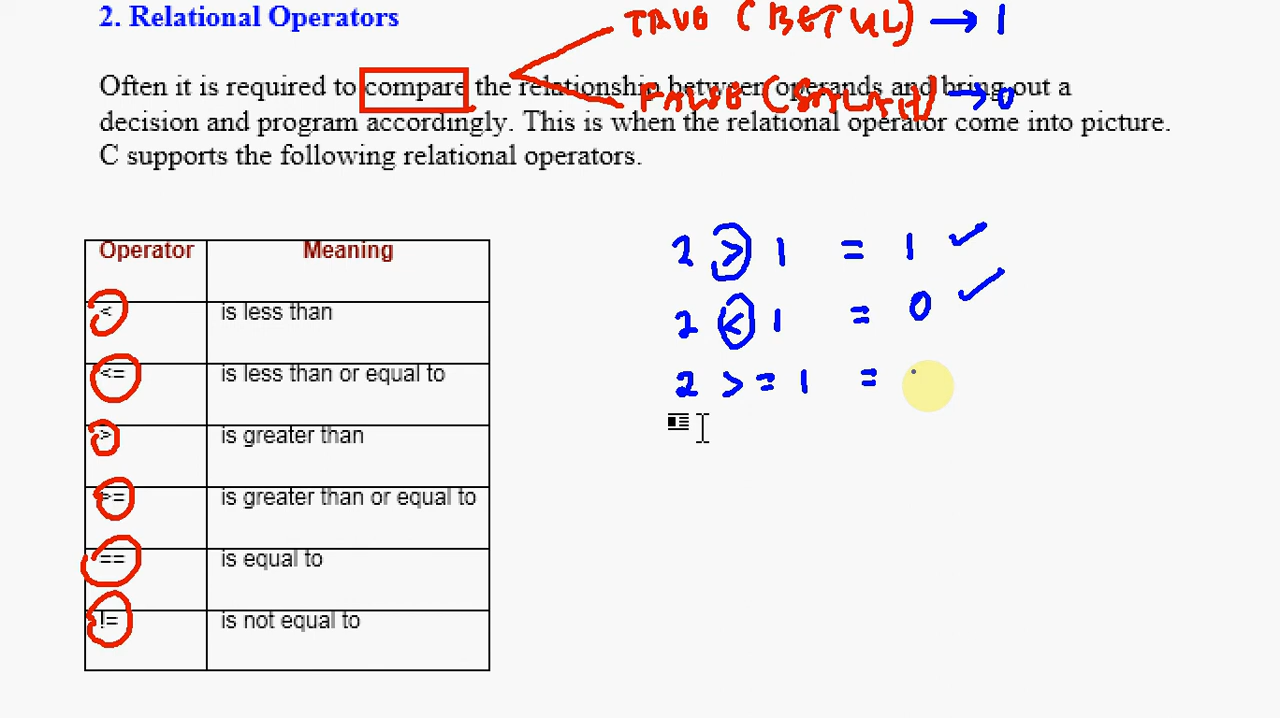 2. Relational Operators
TRUE (BETUL) → 1
Often it is required to compare the relationship between operands and bring out a
FALSE (SALAH) → 0
decision and program accordingly. This is when the relational operator come into picture.
C supports the following relational operators.
Operator Meaning
< is less than
<= is less than or equal to
> is greater than
>= is greater than or equal to
== is equal to
!= is not equal to
2 > 1 = 1 ✓
2 < 1 = 0 ✓
2 >= 1 =